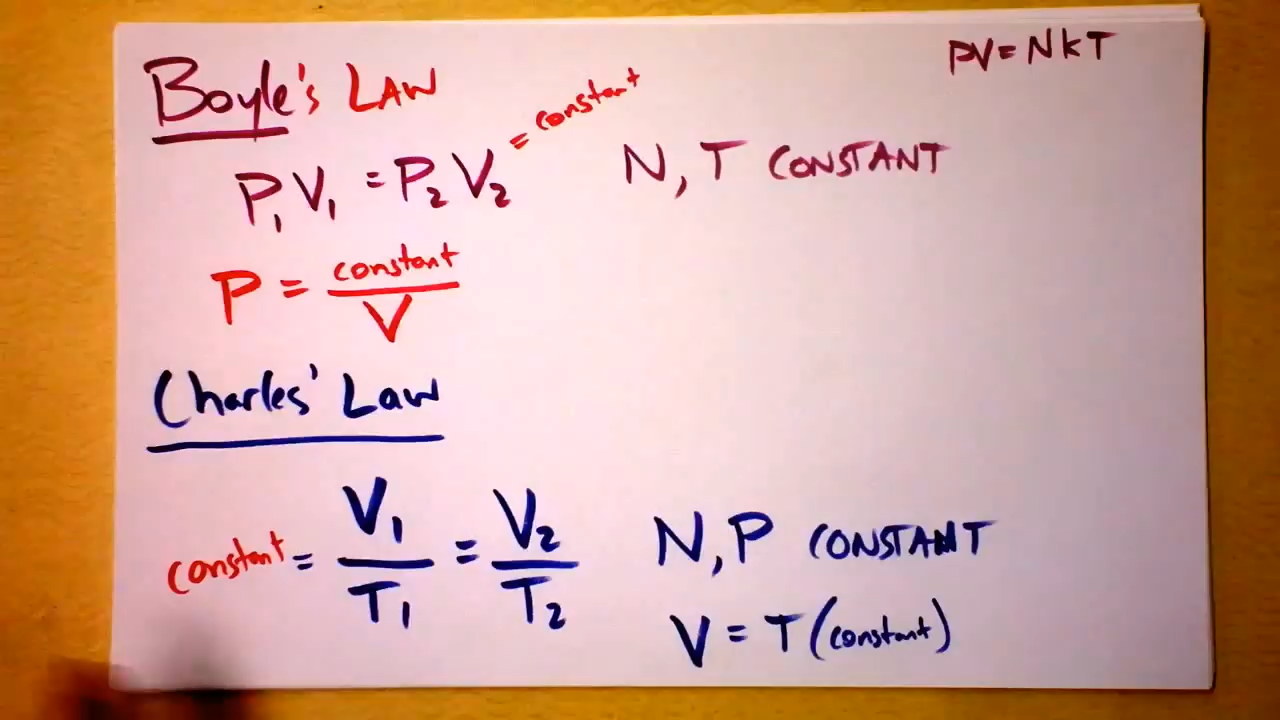 PV = NkT
Boyle's LAW
P₁V₁ = P₂V₂ = constant
N, T CONSTANT
P = constant / V
Charles' Law
constant = V₁/T₁ = V₂/T₂
N, P CONSTANT
V = T (constant)